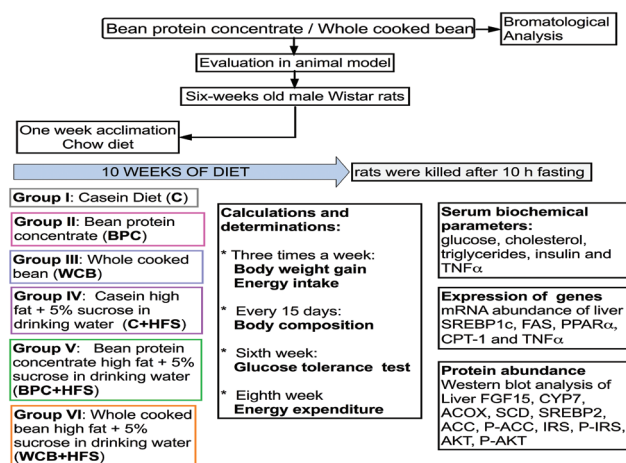 Bean protein concentrate / Whole cooked bean
Bromatological
Analysis
Evaluation in animal model
Six-weeks old male Wistar rats
One week acclimation
Chow diet
10 WEEKS OF DIET
rats were killed after 10 h fasting
Group I: Casein Diet (C)
Group II: Bean protein
concentrate (BPC)
Group III: Whole cooked
bean (WCB)
Group IV: Casein high
fat + 5% sucrose in
drinking water (C+HFS)
Group V: Bean protein
concentrate high fat + 5%
sucrose in drinking water
(BPC+HFS)
Group VI: Whole cooked
bean high fat + 5%
sucrose in drinking water
(WCB+HFS)
Calculations and
determinations:
* Three times a week:
Body weight gain
Energy intake
* Every 15 days:
Body composition
* Sixth week:
Glucose tolerance test
* Eighth week
Energy expenditure
Serum biochemical
parameters:
glucose, cholesterol,
triglycerides, insulin and
TNFα
Expression of genes
mRNA abundance of liver
SREBP1c, FAS, PPARα,
CPT-1 and TNFα
Protein abundance
Western blot analysis of
Liver FGF15, CYP7,
ACOX, SCD, SREBP2,
ACC, P-ACC, IRS, P-IRS,
AKT, P-AKT